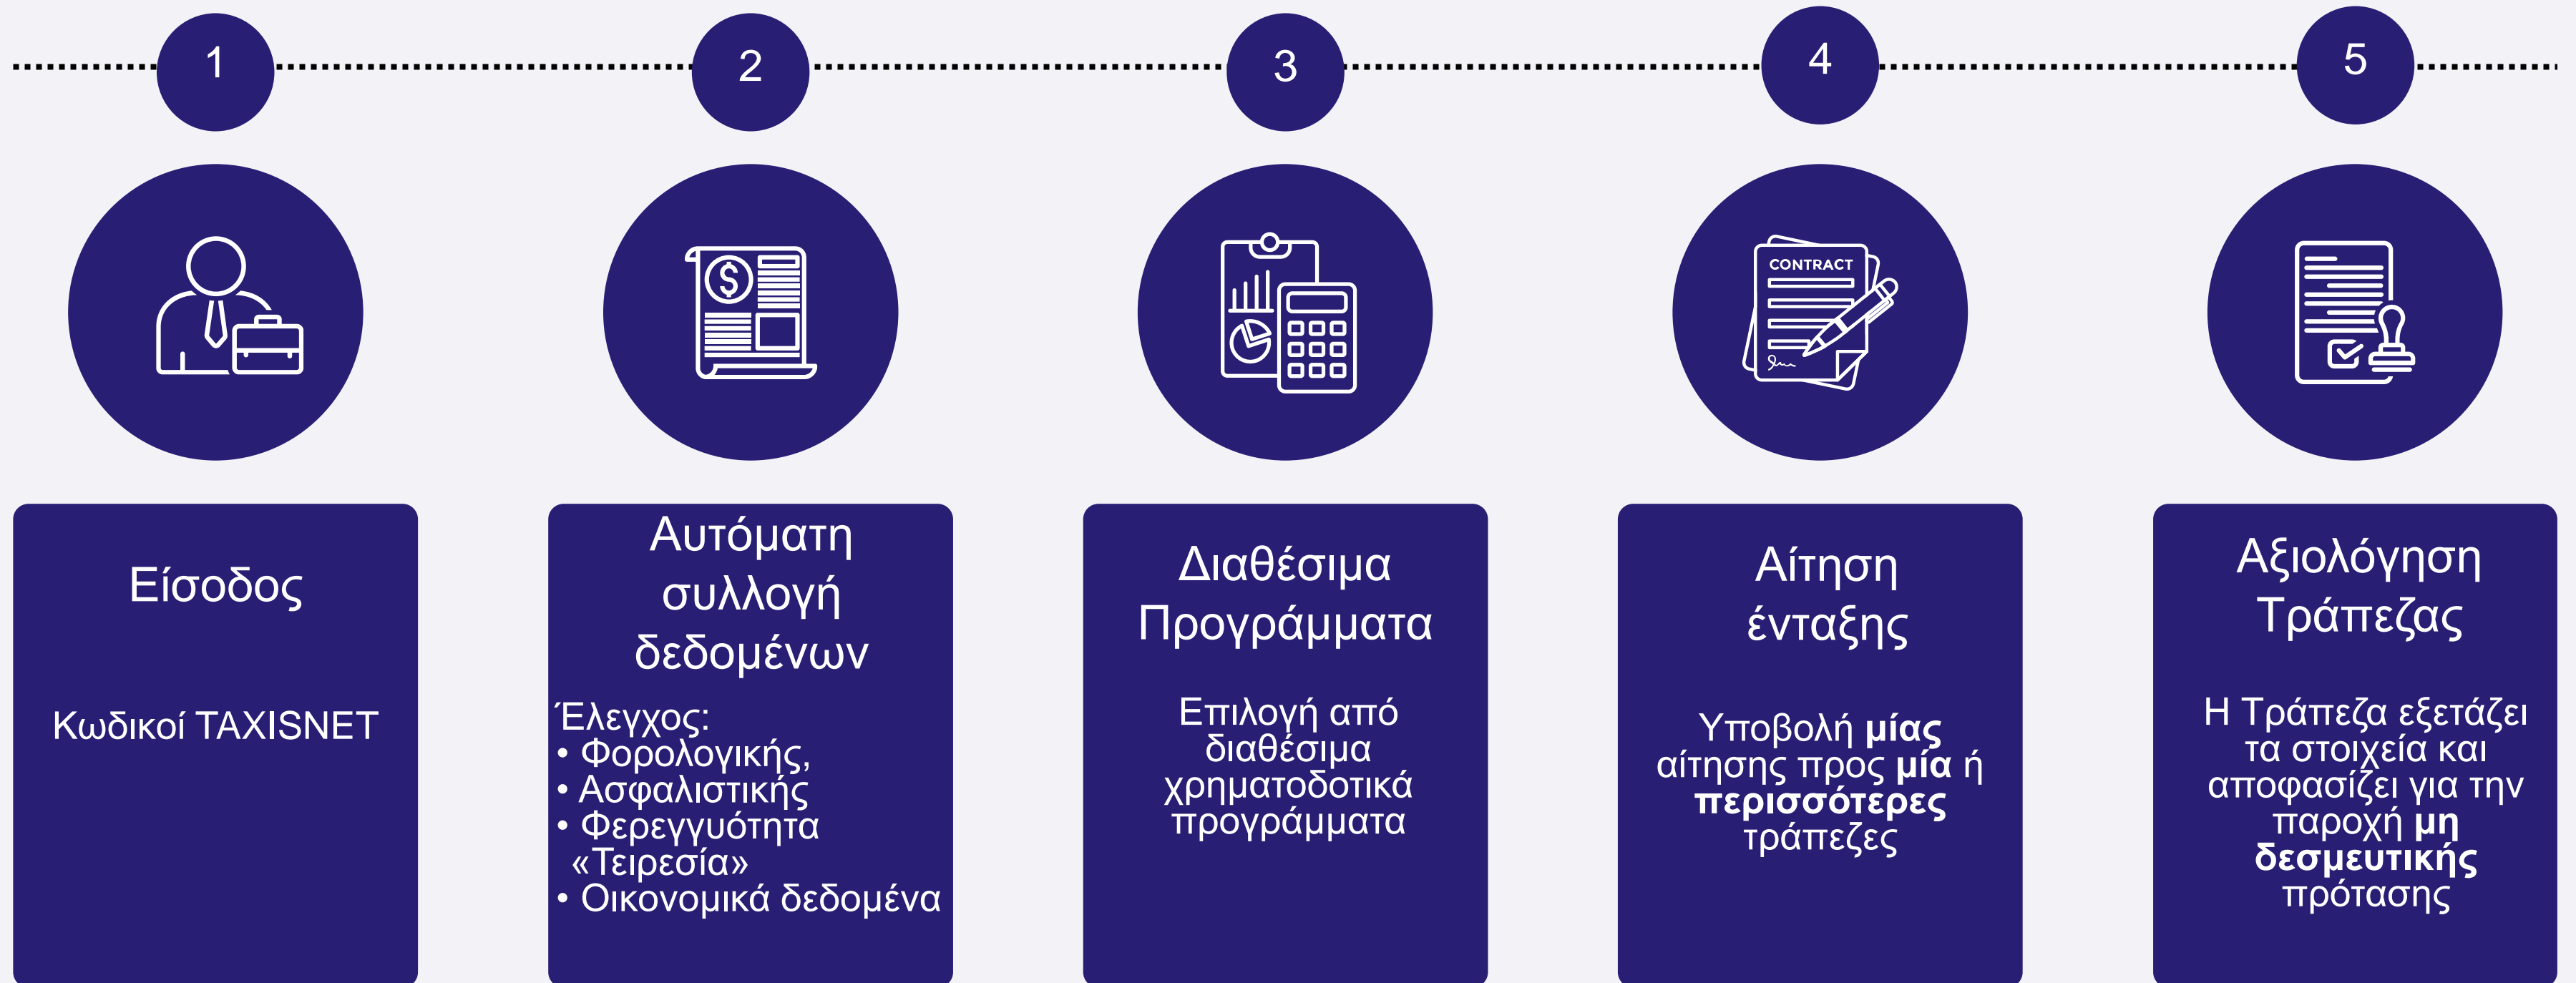 1
2
3
4
5
CONTRACT
Είσοδος
Κωδικοί TAXISNET
Αυτόματη
συλλογή
δεδομένων
Έλεγχος:
• Φορολογικής,
• Ασφαλιστικής
• Φερεγγυότητα
«Τειρεσία»
• Οικονομικά δεδομένα
Διαθέσιμα
Προγράμματα
Επιλογή από
διαθέσιμα
χρηματοδοτικά
προγράμματα
Αίτηση
ένταξης
Υποβολή μίας
αίτησης προς μία ή
περισσότερες
τράπεζες
Αξιολόγηση
Τράπεζας
Η Τράπεζα εξετάζει
τα στοιχεία και
αποφασίζει για την
παροχή μη
δεσμευτικής
πρότασης